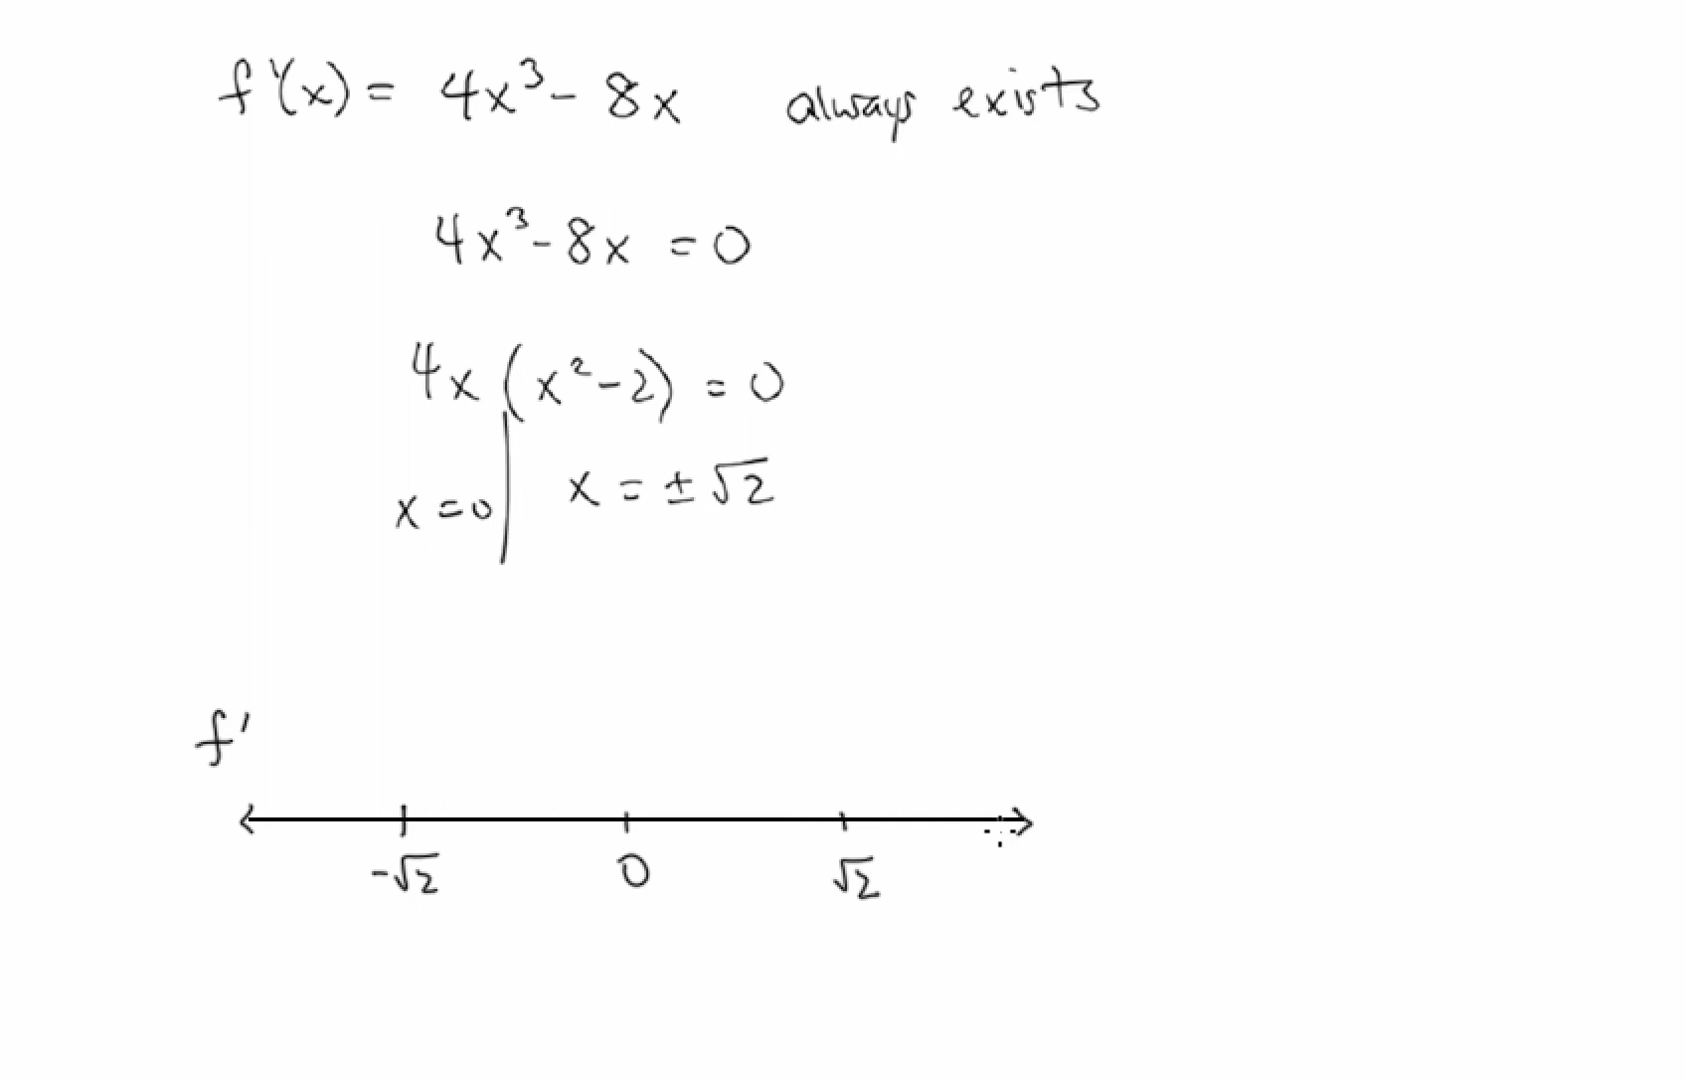 f'(x) = 4x³ - 8x always exists
4x³ - 8x = 0
4x (x² - 2) = 0
x = 0 x = ±√2
f'
-√2 0 √2